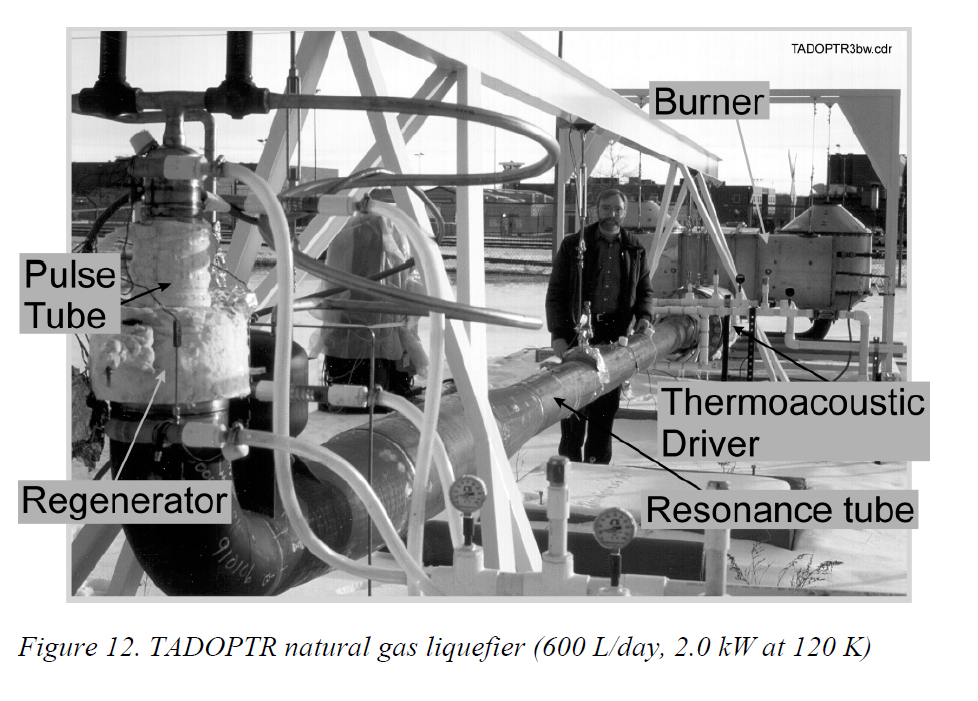 TADOPTR3bw.cdr
Burner
Pulse
Tube
Thermoacoustic
Driver
Regenerator
Resonance tube
Figure 12. TADOPTR natural gas liquefier (600 L/day, 2.0 kW at 120 K)